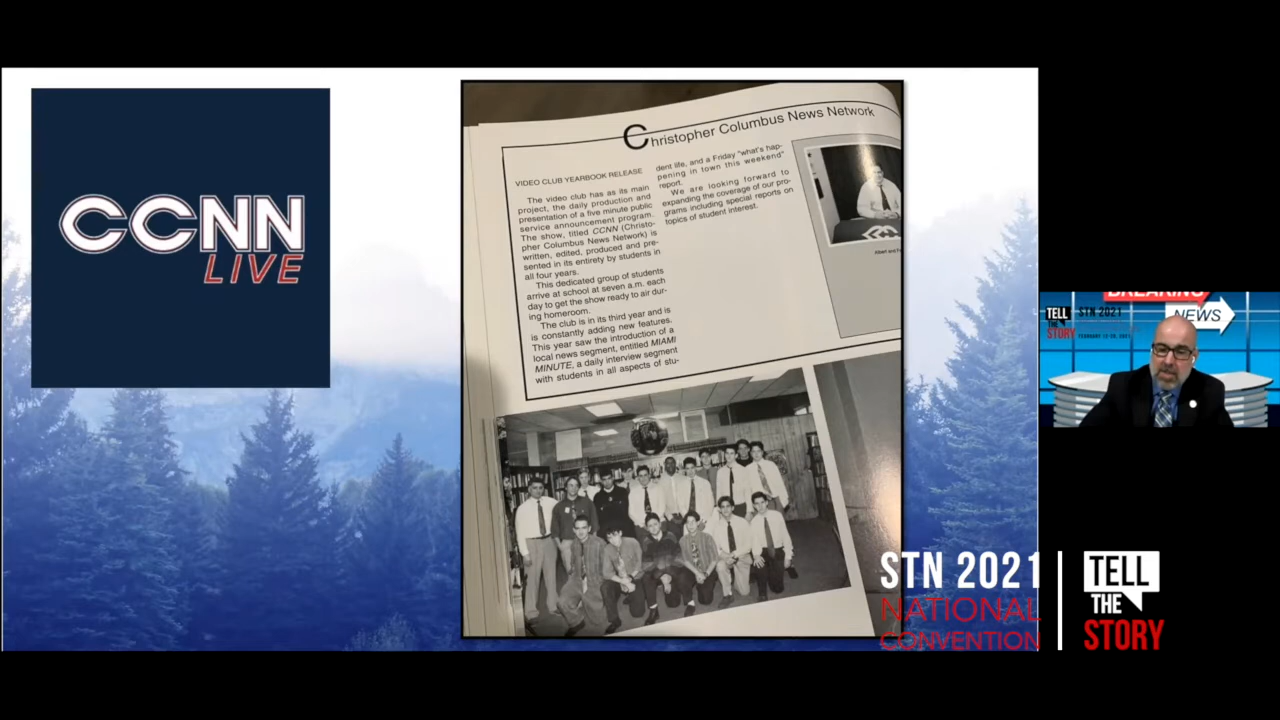 CCNN
LIVE
Christopher Columbus News Network
VIDEO CLUB YEARBOOK RELEASE
The video club has as its main
project, the daily production and
presentation of a five minute public
service announcement program.
The show, titled CCNN (Christo-
pher Columbus News Network) is
written, edited, produced and pre-
sented in its entirety by students in
all four years.
This dedicated group of students
arrive at school at seven a.m. each
day to get the show ready to air dur-
ing homeroom.
The club is in its third year and is
is constantly adding new features.
This year saw the introduction of a
local news segment, entitled MIAMI
MINUTE, a daily interview segment
with students in all aspects of stu-
dent life, and a Friday "what's hap-
pening in town this weekend"
report.
We are looking forward to
expanding the coverage of our pro-
grams including special reports on
topics of student interest.
BREAKING
NEWS
TELL
THE
STORY
STN 2021
STN 2021
NATIONAL
CONVENTION
TELL
THE
STORY